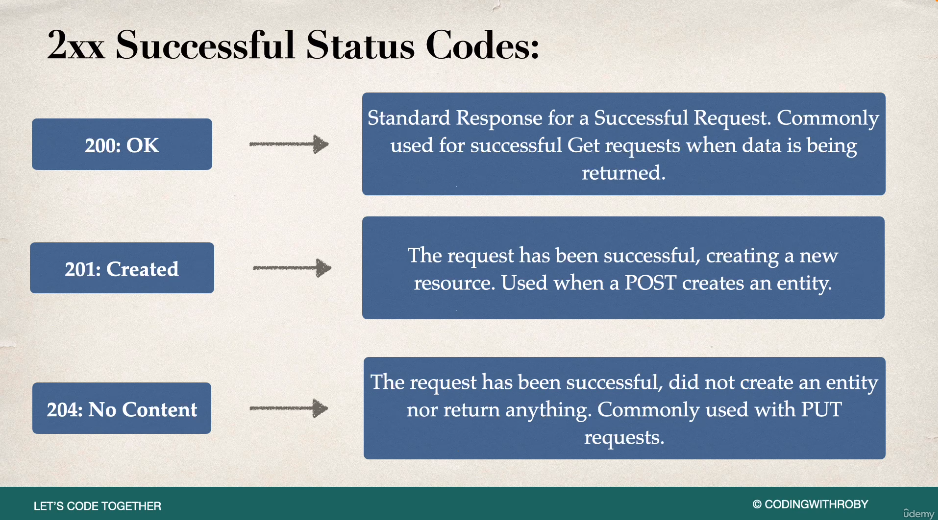 2xx Successful Status Codes:
200: OK
Standard Response for a Successful Request. Commonly
used for successful Get requests when data is being
returned.
201: Created
The request has been successful, creating a new
resource. Used when a POST creates an entity.
204: No Content
The request has been successful, did not create an entity
nor return anything. Commonly used with PUT
requests.
LET'S CODE TOGETHER
© CODINGWITHROBY
ûdemy